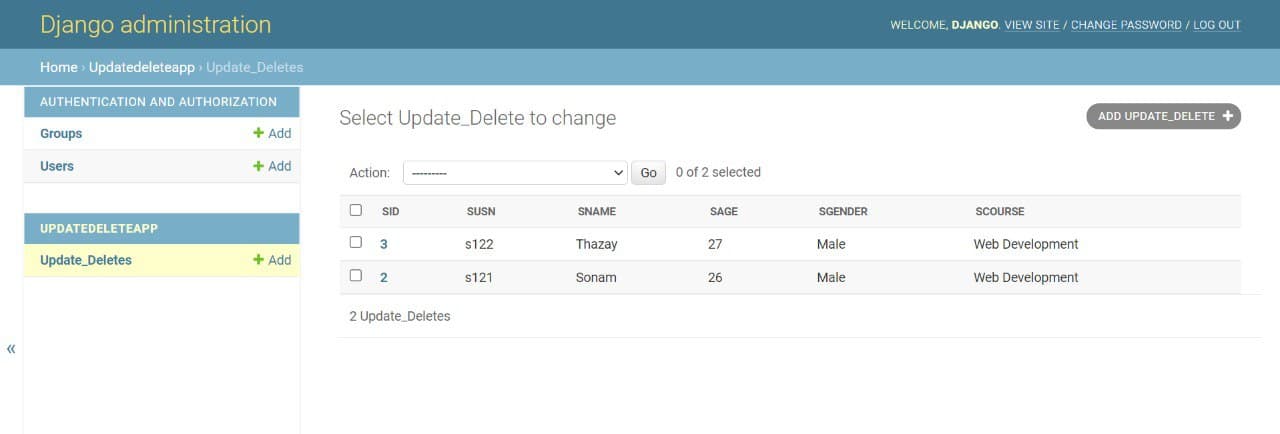 Django administration
WELCOME, DJANGO. VIEW SITE / CHANGE PASSWORD / LOG OUT
Home › Updatedeleteapp › Update_Deletes
AUTHENTICATION AND AUTHORIZATION
Groups + Add
Users + Add
UPDATEDELETEAPP
Update_Deletes + Add
«
Select Update_Delete to change
ADD UPDATE_DELETE +
Action: --------- Go 0 of 2 selected
SID SUSN SNAME SAGE SGENDER SCOURSE
3 s122 Thazay 27 Male Web Development
2 s121 Sonam 26 Male Web Development
2 Update_Deletes